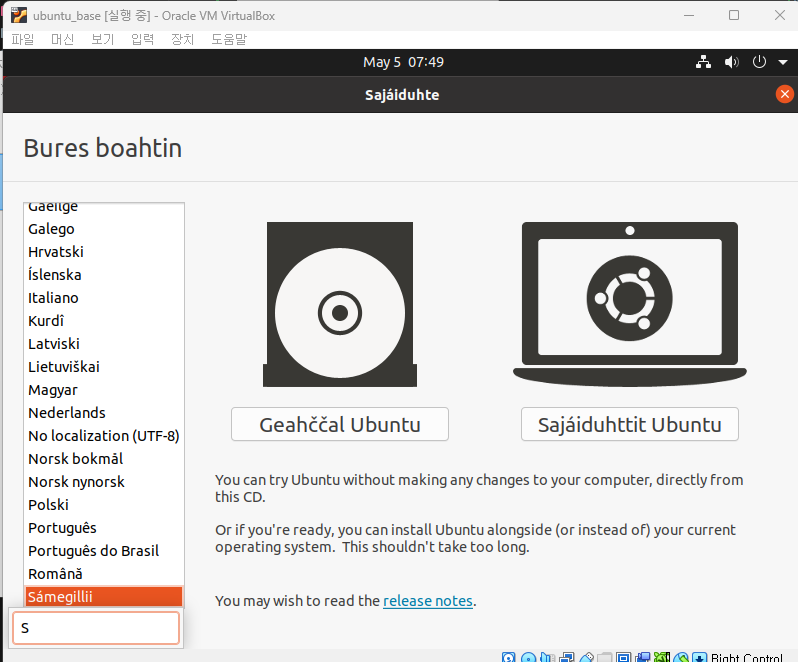 ubuntu_base [실행 중] - Oracle VM VirtualBox
파일 머신 보기 입력 장치 도움말
May 5 07:49
Sajáiduhte
Bures boahtin
Gaeilge
Galego
Hrvatski
Íslenska
Italiano
Kurdî
Latviski
Lietuviškai
Magyar
Nederlands
No localization (UTF-8)
Norsk bokmål
Norsk nynorsk
Polski
Português
Português do Brasil
Română
Sámegillii
S
Geahččal Ubuntu
Sajáiduhttit Ubuntu
You can try Ubuntu without making any changes to your computer, directly from
this CD.
Or if you're ready, you can install Ubuntu alongside (or instead of) your current
operating system. This shouldn't take too long.
You may wish to read the release notes.
Right Control